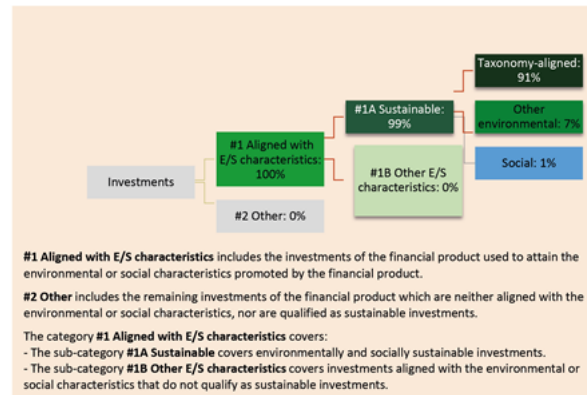 Taxonomy-aligned:
91%
#1A Sustainable
99%
Other
environmental: 7%
#1 Aligned with
E/S characteristics:
100%
Social: 1%
#1B Other E/S
characteristics: 0%
Investments
#2 Other: 0%
#1 Aligned with E/S characteristics includes the investments of the financial product used to attain the
environmental or social characteristics promoted by the financial product.
#2 Other includes the remaining investments of the financial product which are neither aligned with the
environmental or social characteristics, nor are qualified as sustainable investments.
The category #1 Aligned with E/S characteristics covers:
- The sub-category #1A Sustainable covers environmentally and socially sustainable investments.
- The sub-category #1B Other E/S characteristics covers investments aligned with the environmental or
social characteristics that do not qualify as sustainable investments.